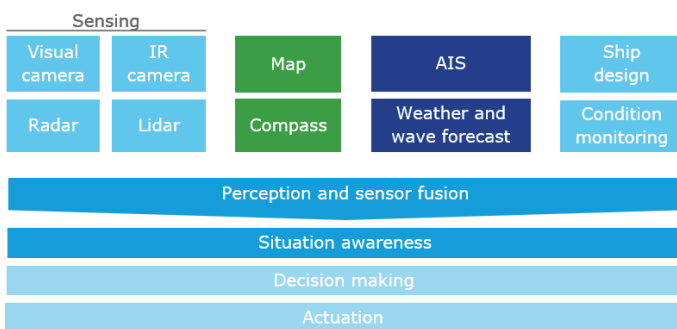 Sensing
Visual camera
IR camera
Map
AIS
Ship design
Radar
Lidar
Compass
Weather and wave forecast
Condition monitoring
Perception and sensor fusion
Situation awareness
Decision making
Actuation